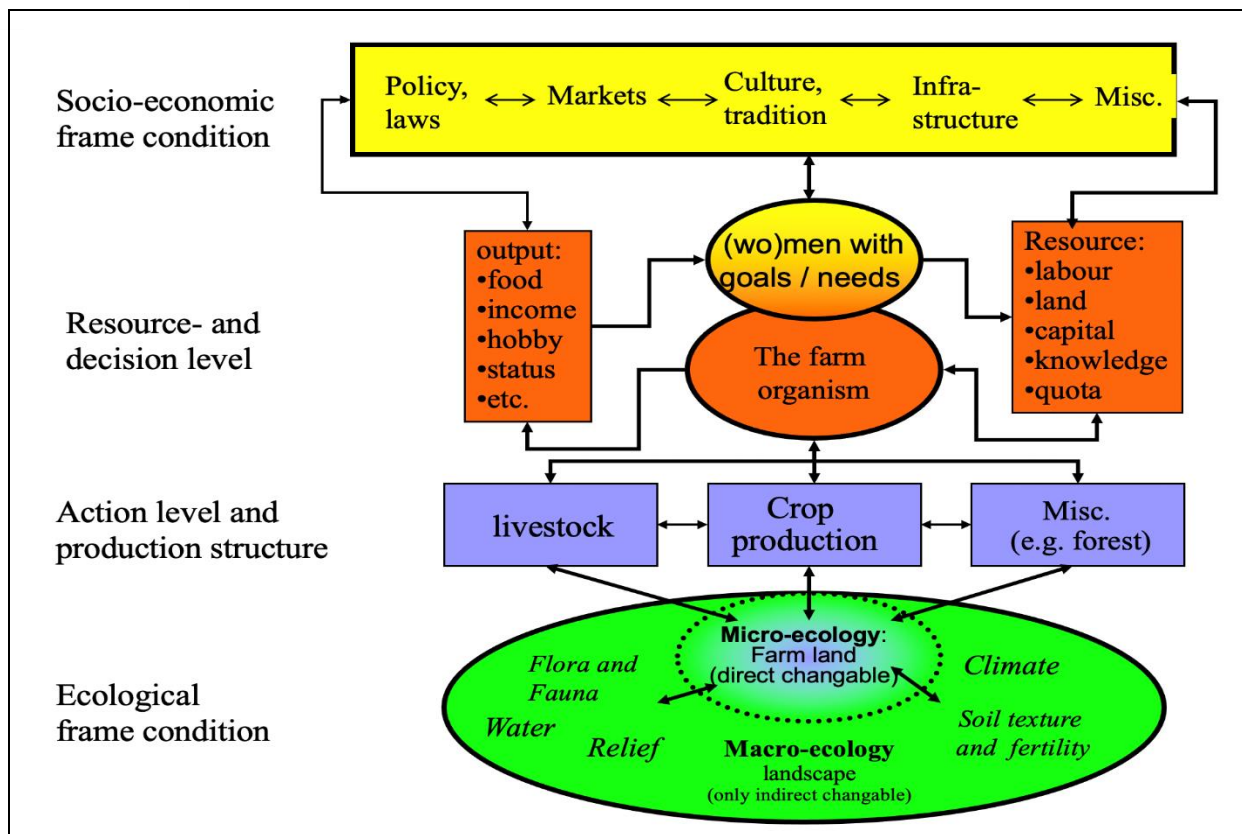 Socio-economic
frame condition
Policy,
laws
Markets
Culture,
tradition
Infra-
structure
Misc.
Resource- and
decision level
output:
•food
•income
•hobby
•status
•etc.
(wo)men with
goals / needs
The farm
organism
Resource:
•labour
•land
•capital
•knowledge
•quota
Action level and
production structure
livestock
Crop
production
Misc.
(e.g. forest)
Ecological
frame condition
Micro-ecology:
Farm land
(direct changable)
Flora and
Fauna
Water
Relief
Climate
Soil texture
and fertility
Macro-ecology
landscape
(only indirect changable)